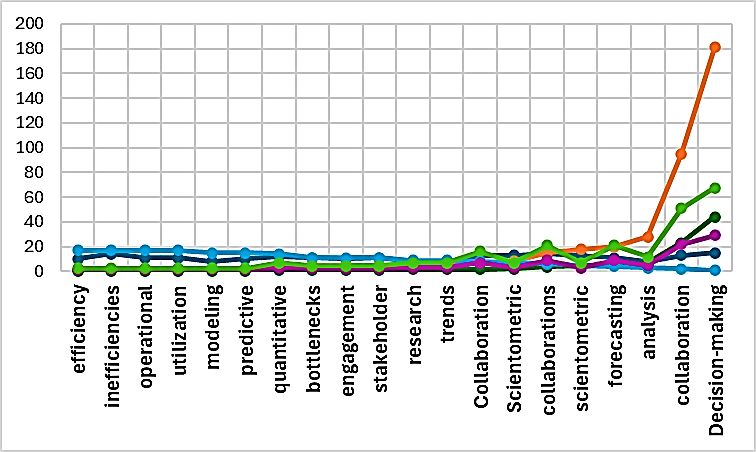 200
180
160
140
120
100
80
60
40
20
0
efficiency
inefficiencies
operational
utilization
modeling
predictive
quantitative
bottlenecks
engagement
stakeholder
research
trends
Collaboration
Scientometric
collaborations
scientometric
forecasting
analysis
collaboration
Decision-making